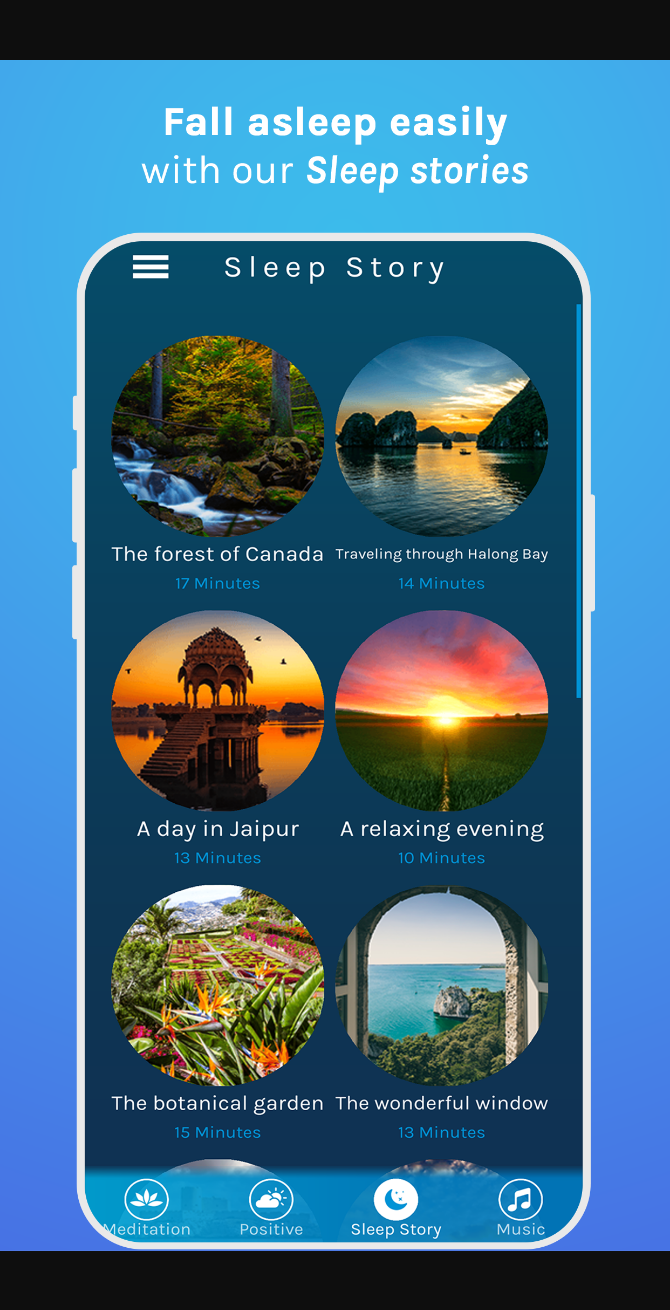 Fall asleep easily
with our Sleep stories
Sleep Story
The forest of Canada
17 Minutes
Traveling through Halong Bay
14 Minutes
A day in Jaipur
13 Minutes
A relaxing evening
10 Minutes
The botanical garden
15 Minutes
The wonderful window
13 Minutes
Meditation
Positive
Sleep Story
Music